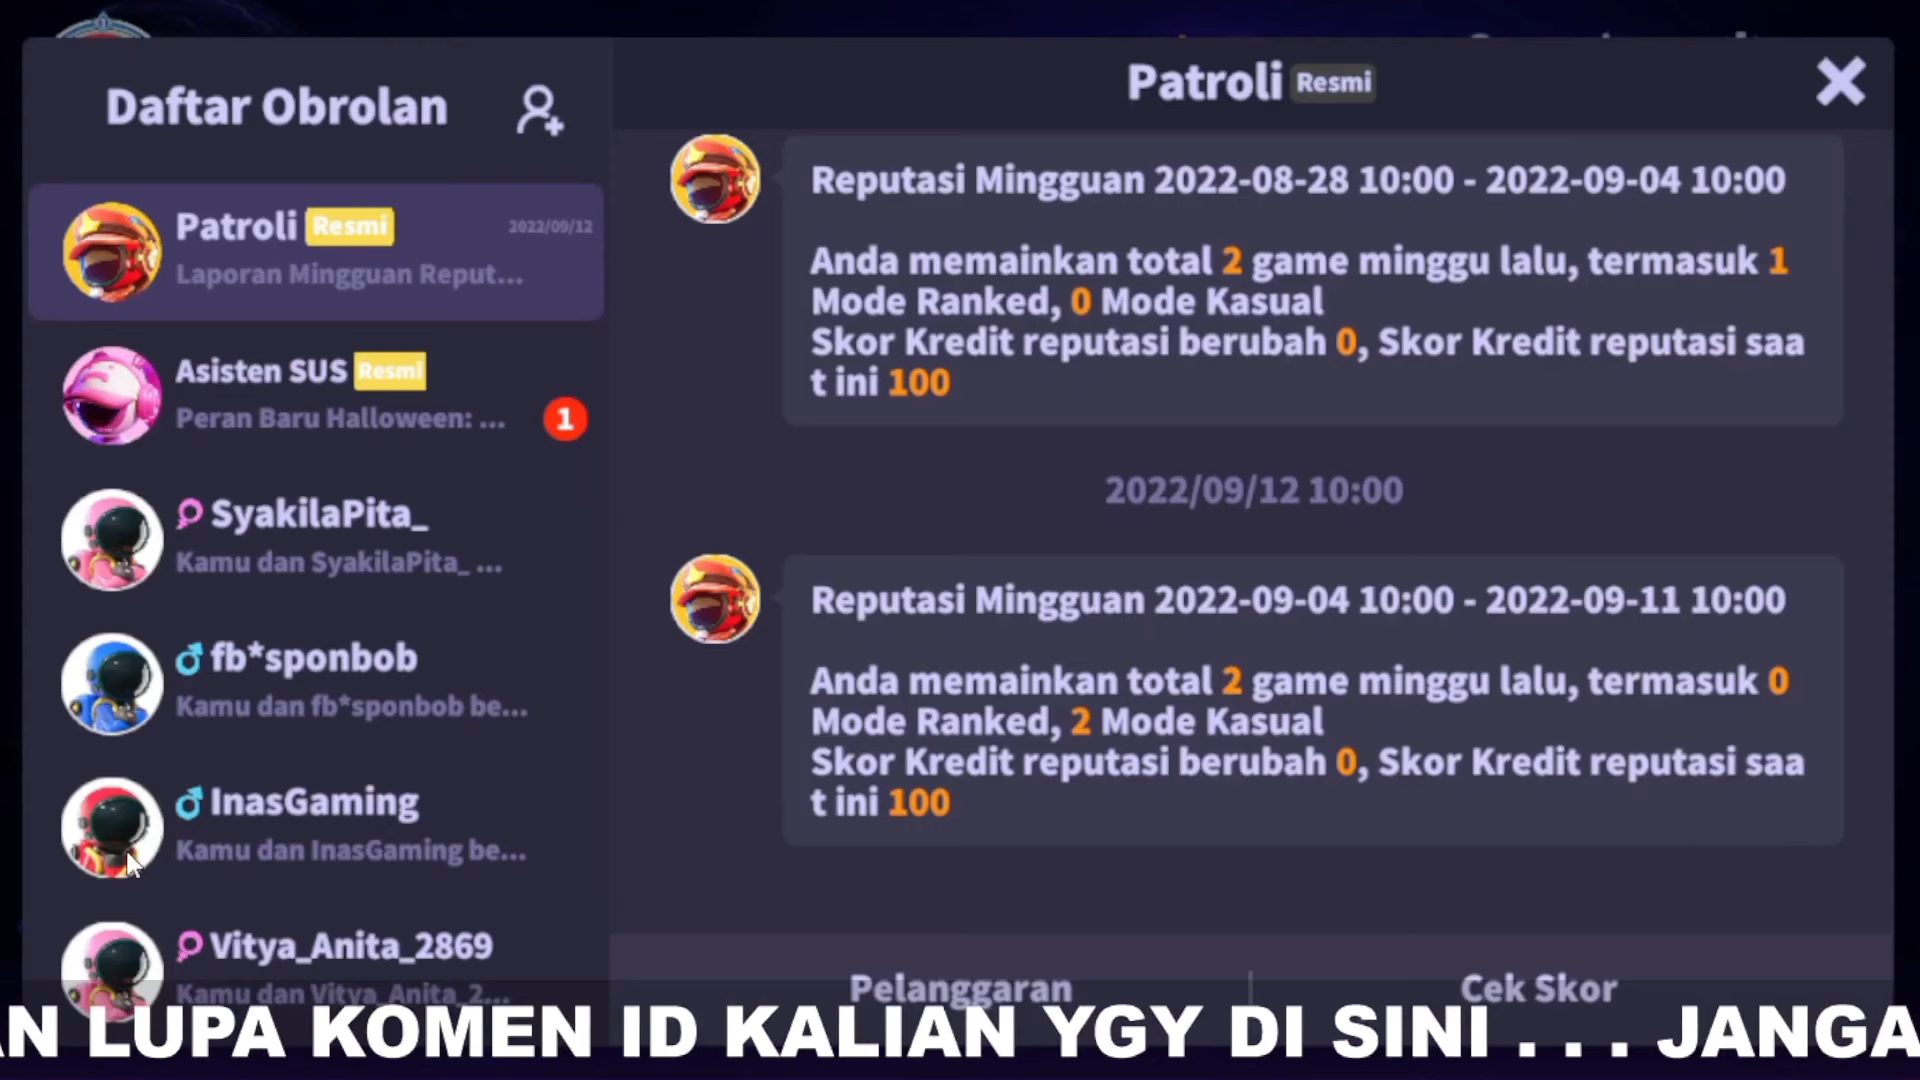 Daftar Obrolan
Patroli Resmi
2022/09/12
Laporan Mingguan Reput...
Asisten SUS Resmi
Peran Baru Halloween: ...
1
SyakilaPita_
Kamu dan SyakilaPita_ ...
fb*sponbob
Kamu dan fb*sponbob be...
InasGaming
Kamu dan InasGaming be...
Vitya_Anita_2869
Kamu dan Vitya_Anita_2...
Patroli Resmi
Reputasi Mingguan 2022-08-28 10:00 - 2022-09-04 10:00
Anda memainkan total 2 game minggu lalu, termasuk 1
Mode Ranked, 0 Mode Kasual
Skor Kredit reputasi berubah 0, Skor Kredit reputasi saa
t ini 100
2022/09/12 10:00
Reputasi Mingguan 2022-09-04 10:00 - 2022-09-11 10:00
Anda memainkan total 2 game minggu lalu, termasuk 0
Mode Ranked, 2 Mode Kasual
Skor Kredit reputasi berubah 0, Skor Kredit reputasi saa
t ini 100
Pelanggaran
Cek Skor
AN LUPA KOMEN ID KALIAN YGY DI SINI . . . JANGA